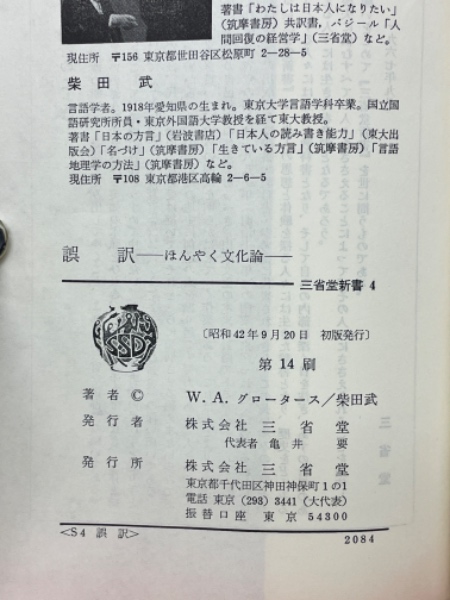 著書「わたしは日本人になりたい」
（筑摩書房）共訳書，バジール「人
間回復の経営学」（三省堂）など。
現住所　〒156 東京都世田谷区松原町 2—28—5
柴田　武
言語学者。1918年愛知県の生まれ。東京大学言語学科卒業。国立国
語研究所所員・東京外国語大学教授を経て東大教授。
著書「日本の方言」（岩波書店）「日本人の読み書き能力」（東大出
版会）「名づけ」（筑摩書房）「生きている方言」（筑摩書房）「言語
地理学の方法」（筑摩書房）など。
現住所　〒108 東京都港区高輪 2—6—5
誤　訳——ほんやく文化論——
三省堂新書 4
〔昭和42年9月20日　初版発行〕
第14刷
SSD
著者 ©　W. A. グロータース／柴田武
発行者　株式会社 三省堂
代表者 亀井　要
発行所　株式会社 三省堂
東京都千代田区神田神保町1の1
電話 東京 (293) 3441（大代表）
振替口座　東京 54300
<S4 誤訳>
2084